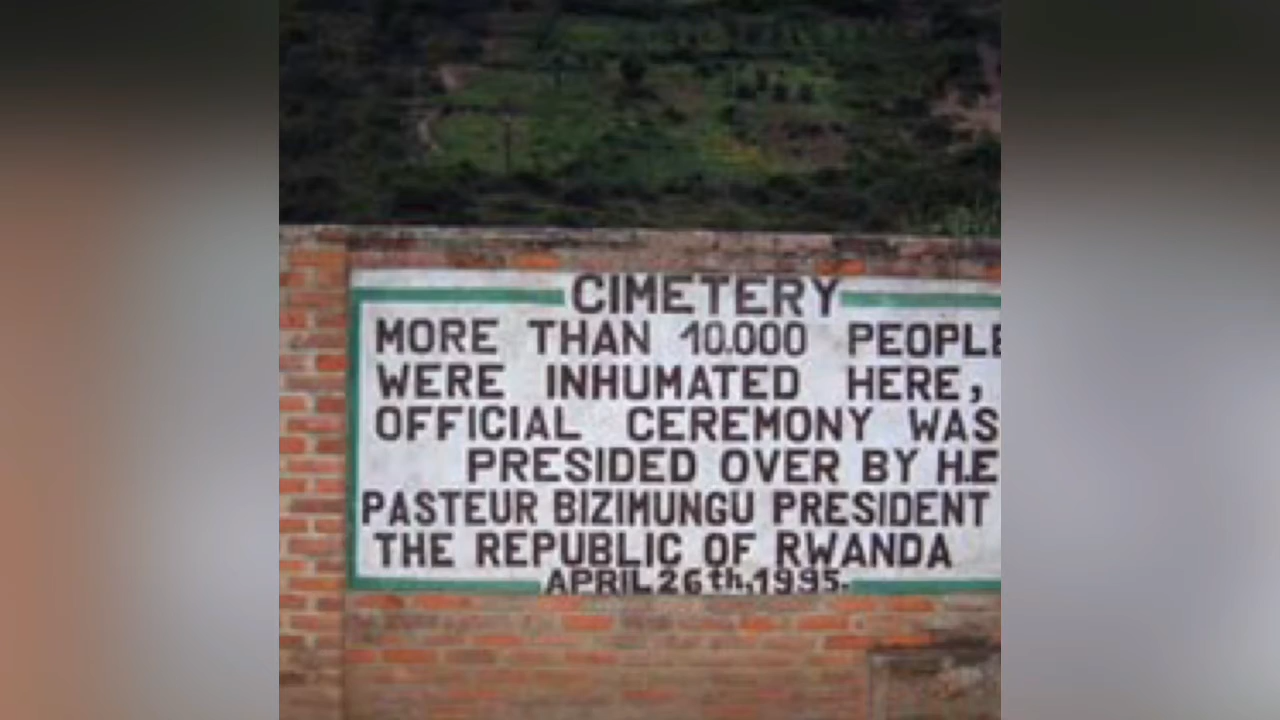 CIMETERY
MORE THAN 10.000 PEOPLE
WERE INHUMATED HERE,
OFFICIAL CEREMONY WAS
PRESIDED OVER BY H.E
PASTEUR BIZIMUNGU PRESIDENT
THE REPUBLIC OF RWANDA
APRIL 26th,1995.